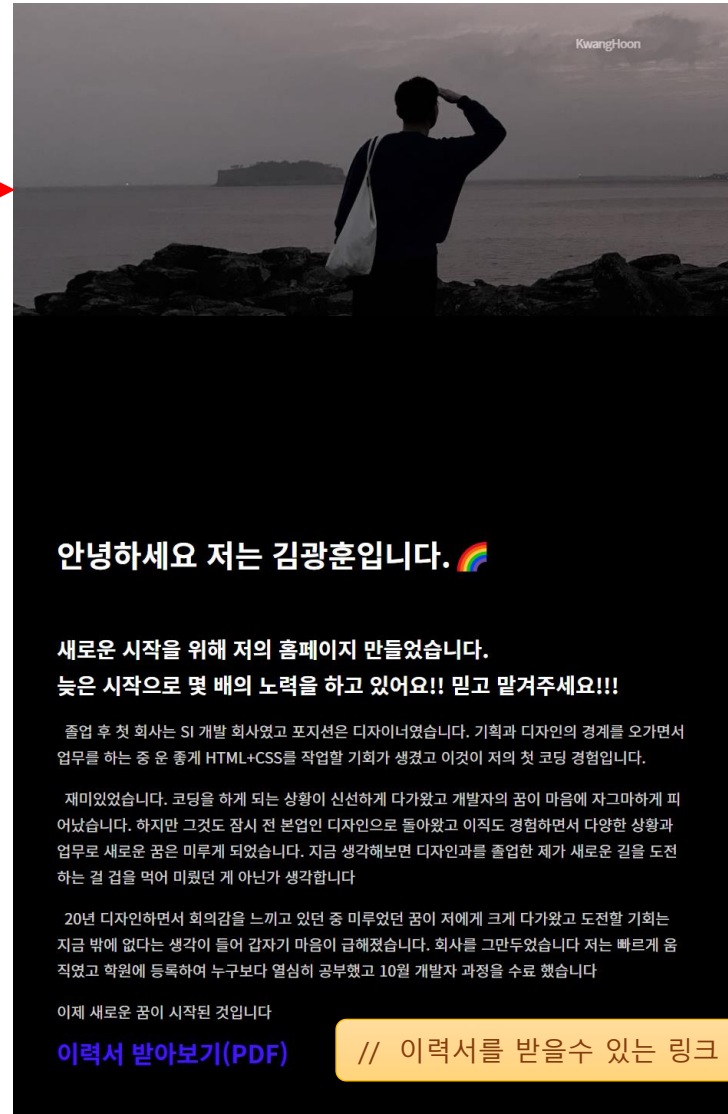 KwangHoon
안녕하세요 저는 김광훈입니다.🌈
새로운 시작을 위해 저의 홈페이지 만들었습니다.
늦은 시작으로 몇 배의 노력을 하고 있어요!! 믿고 맡겨주세요!!!
졸업 후 첫 회사는 SI 개발 회사였고 포지션은 디자이너였습니다. 기획과 디자인의 경계를 오가면서
업무를 하는 중 운 좋게 HTML+CSS를 작업할 기회가 생겼고 이것이 저의 첫 코딩 경험입니다.
재미있었습니다. 코딩을 하게 되는 상황이 신선하게 다가왔고 개발자의 꿈이 마음에 자그마하게 피
어났습니다. 하지만 그것도 잠시 전 본업인 디자인으로 돌아왔고 이직도 경험하면서 다양한 상황과
업무로 새로운 꿈은 미루게 되었습니다. 지금 생각해보면 디자인과를 졸업한 제가 새로운 길을 도전
하는 걸 겁을 먹어 미뤘던 게 아닌가 생각합니다
20년 디자인하면서 회의감을 느끼고 있던 중 미루었던 꿈이 저에게 크게 다가왔고 도전할 기회는
지금 밖에 없다는 생각이 들어 갑자기 마음이 급해졌습니다. 회사를 그만두었습니다 저는 빠르게 움
직였고 학원에 등록하여 누구보다 열심히 공부했고 10월 개발자 과정을 수료 했습니다
이제 새로운 꿈이 시작된 것입니다
이력서 받아보기(PDF)
// 이력서를 받을수 있는 링크